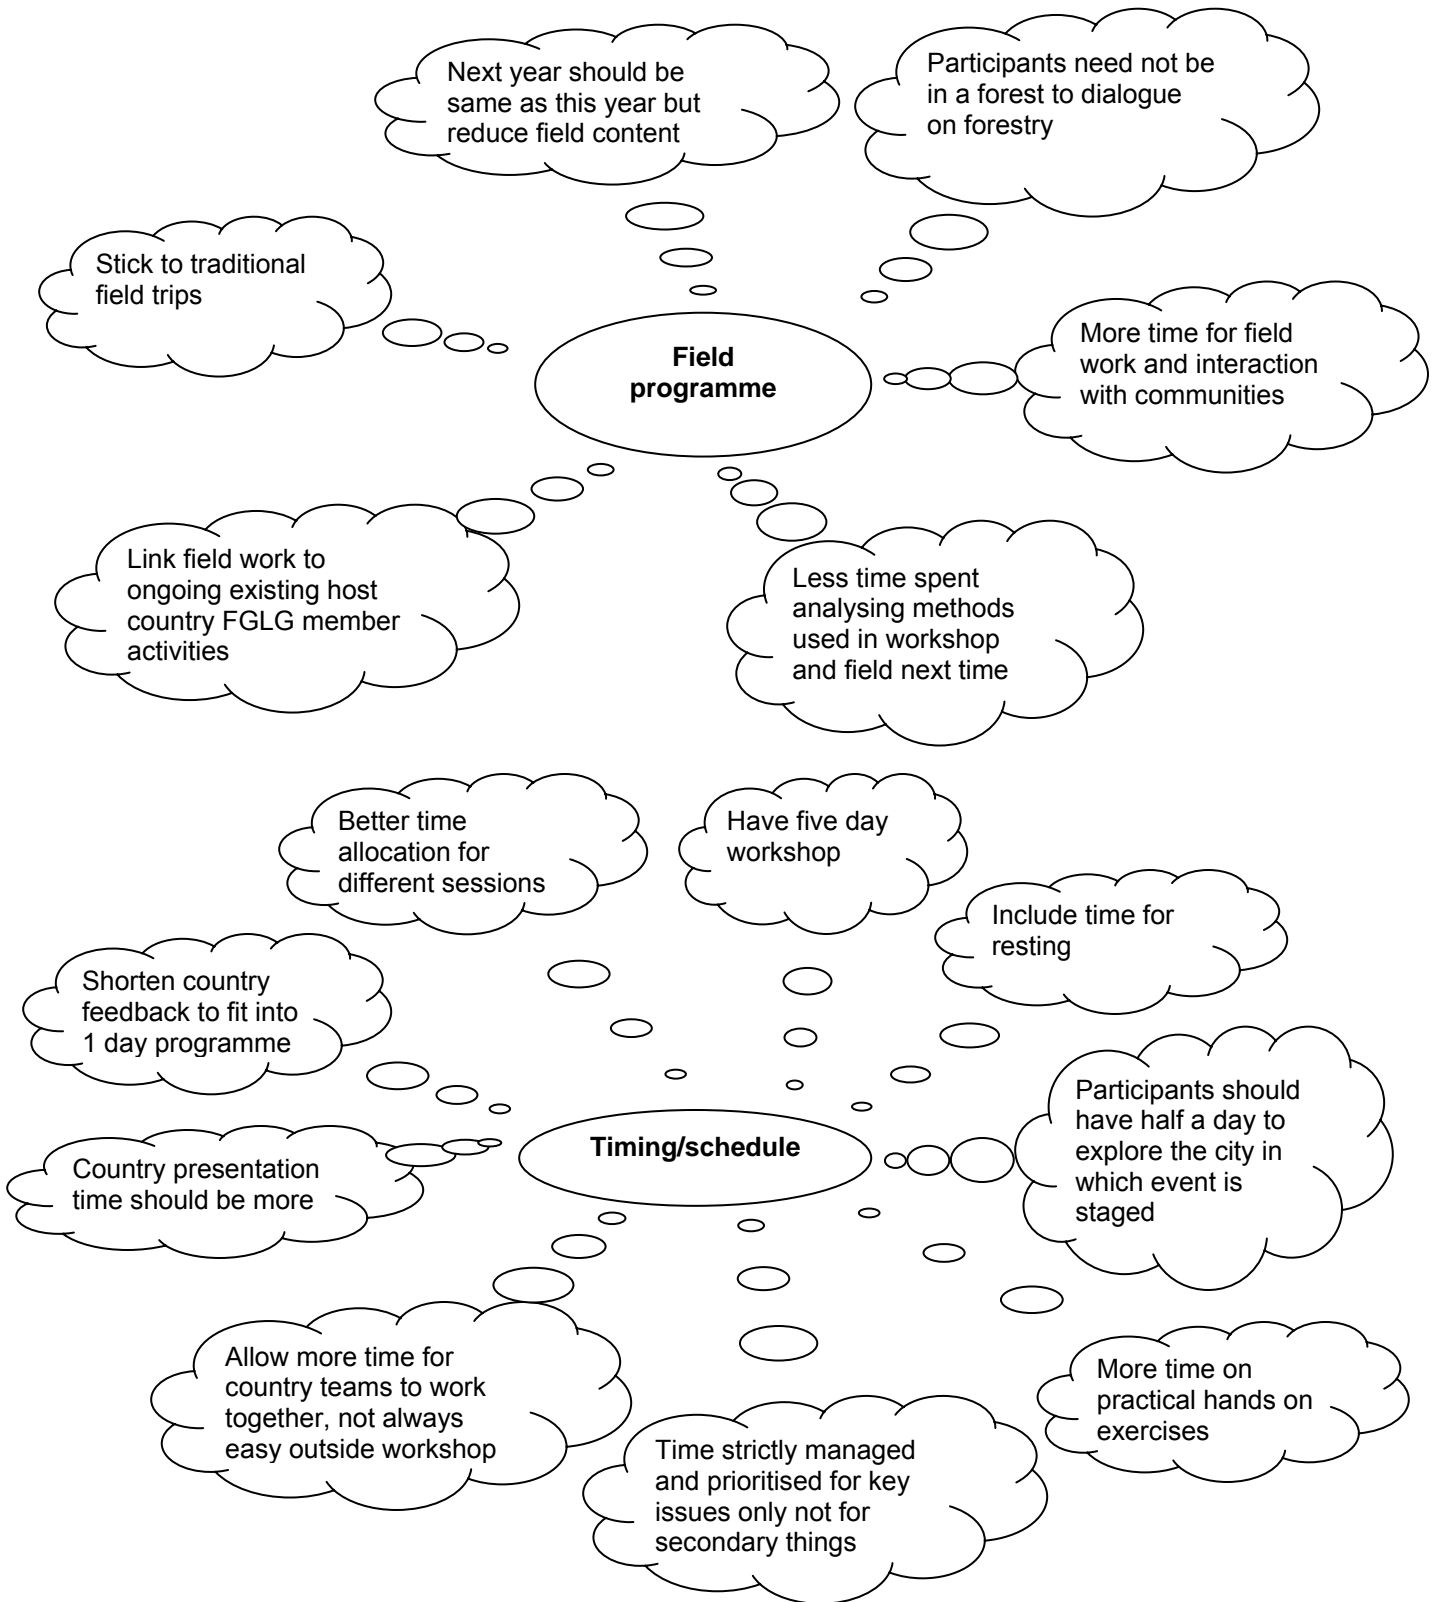 Next year should be
same as this year but
reduce field content
Participants need not be
in a forest to dialogue
on forestry
Stick to traditional
field trips
Field
programme
More time for field
work and interaction
with communities
Link field work to
ongoing existing host
country FGLG member
activities
Less time spent
analysing methods
used in workshop
and field next time
Better time
allocation for
different sessions
Have five day
workshop
Include time for
resting
Shorten country
feedback to fit into
1 day programme
Participants should
have half a day to
explore the city in
which event is
staged
Timing/schedule
Country presentation
time should be more
Allow more time for
country teams to work
together, not always
easy outside workshop
More time on
practical hands on
exercises
Time strictly managed
and prioritised for key
issues only not for
secondary things